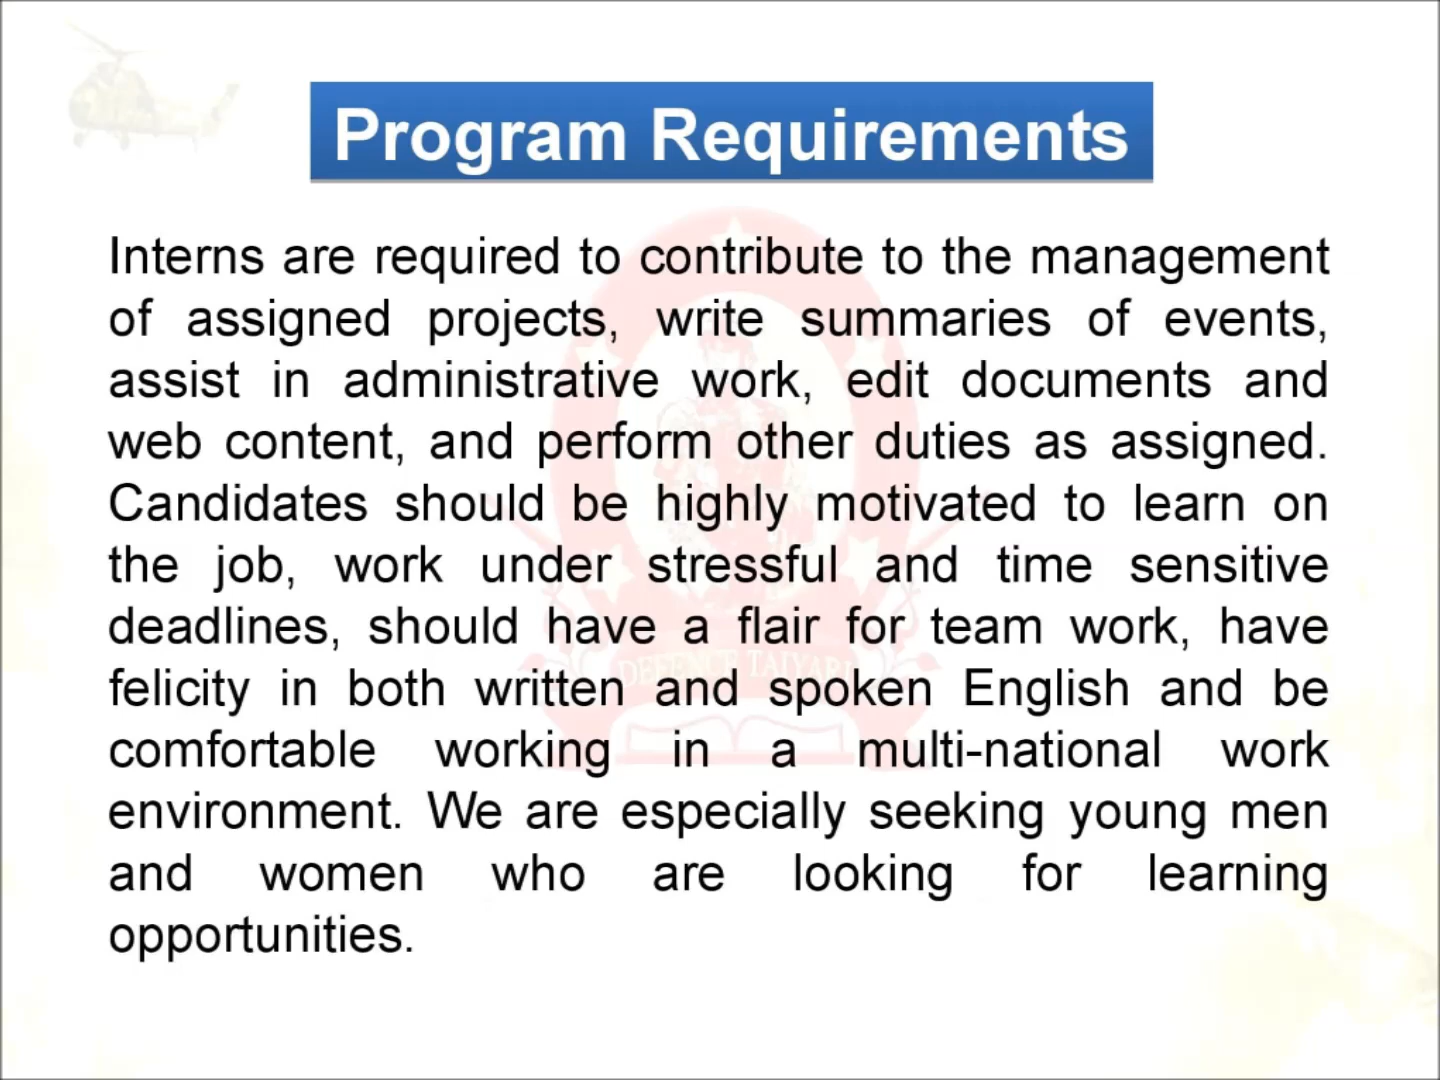 Program Requirements
Interns are required to contribute to the management
of assigned projects, write summaries of events,
assist in administrative work, edit documents and
web content, and perform other duties as assigned.
Candidates should be highly motivated to learn on
the job, work under stressful and time sensitive
deadlines, should have a flair for team work, have
felicity in both written and spoken English and be
comfortable working in a multi-national work
environment. We are especially seeking young men
and women who are looking for learning
opportunities.
DEFENCE TAIYARI